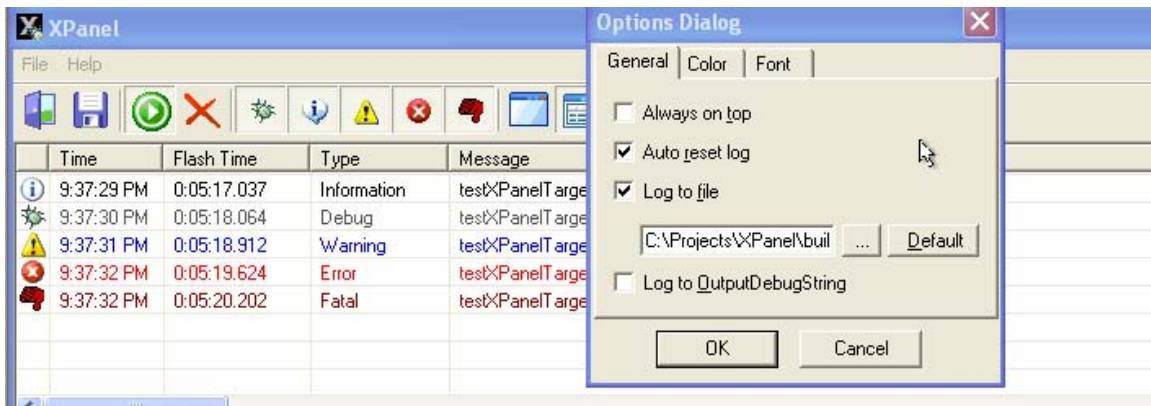 XPanel
File Help
Time Flash Time Type Message
9:37:29 PM 0:05:17.037 Information testXPanelTarge
9:37:30 PM 0:05:18.064 Debug testXPanelTarge
9:37:31 PM 0:05:18.912 Warning testXPanelTarge
9:37:32 PM 0:05:19.624 Error testXPanelTarge
9:37:32 PM 0:05:20.202 Fatal testXPanelTarge
Options Dialog
General Color Font
Always on top
Auto reset log
Log to file
C:\Projects\XPanel\buil ... Default
Log to OutputDebugString
OK Cancel